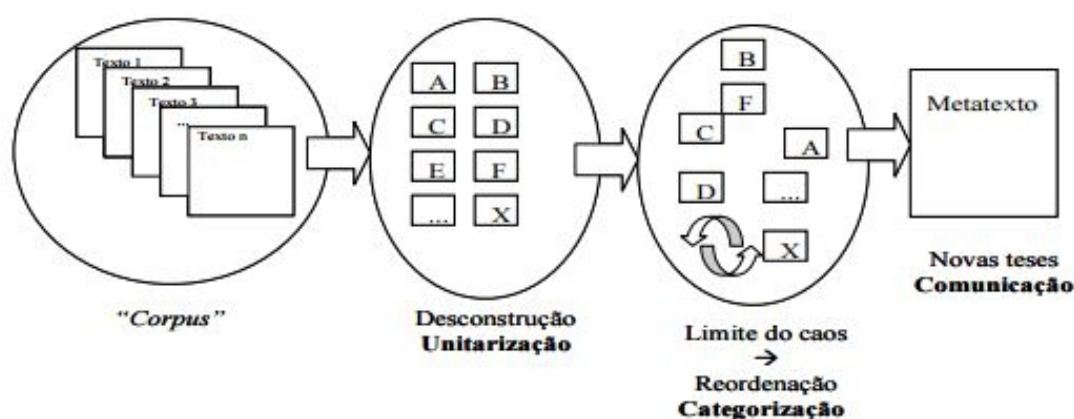 Texto 1
Texto 2
Texto 3
...
Texto n
“Corpus”
A B
C D
E F
... X
Desconstrução
Unitarização
B
F
C
A
D ...
X
Limite do caos
→
Reordenação
Categorização
Metatexto
Novas teses
Comunicação